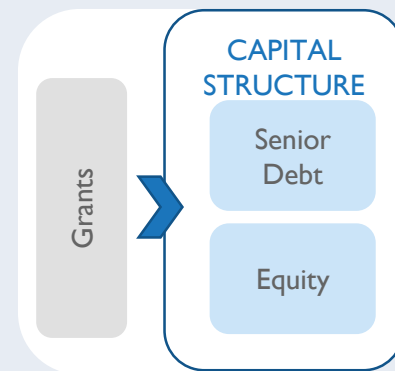 CAPITAL
STRUCTURE
Grants
Senior
Debt
Equity